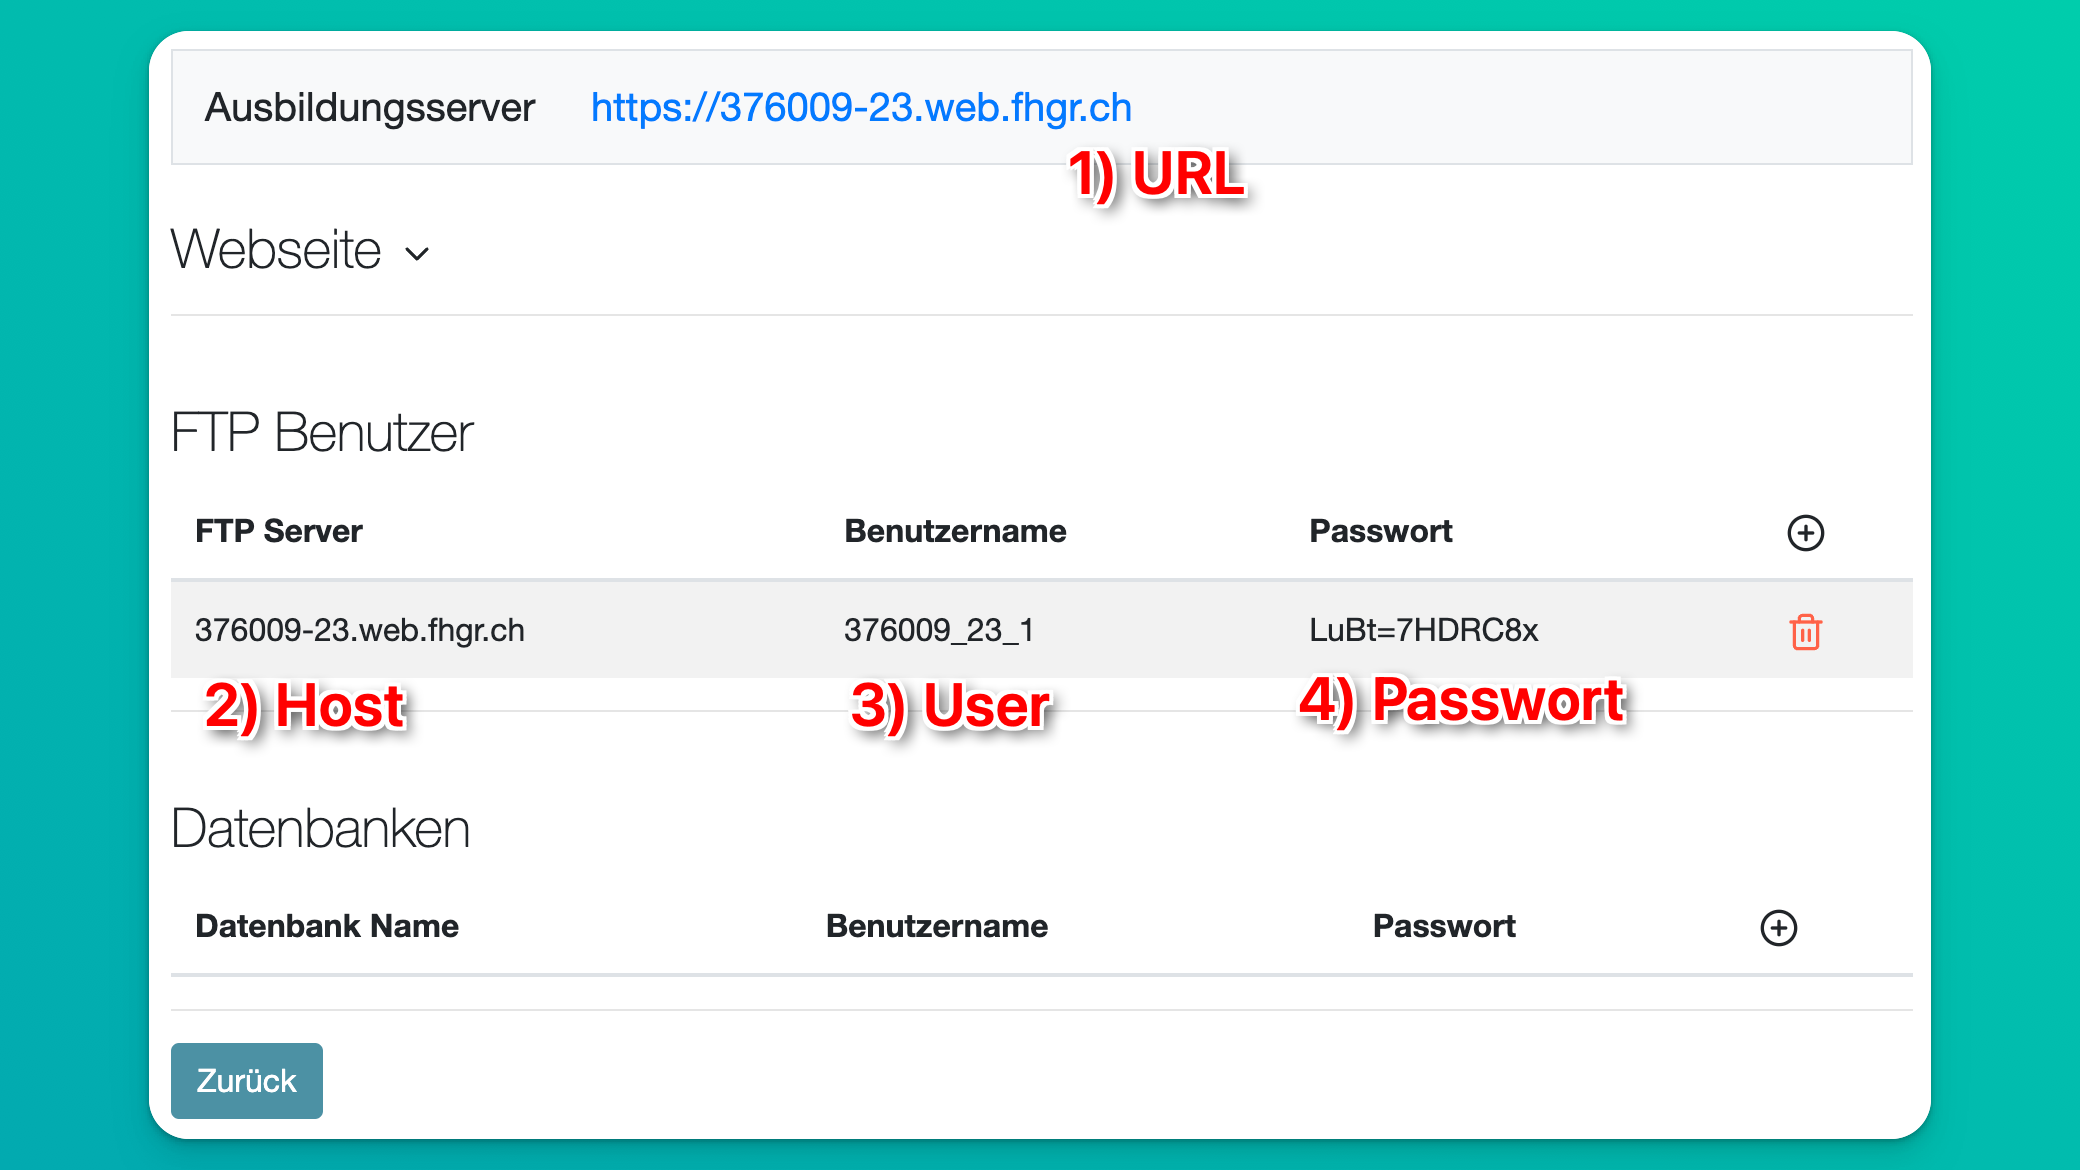 Ausbildungsserver https://376009-23.web.fhgr.ch
1) URL
Webseite
FTP Benutzer
FTP Server Benutzername Passwort
376009-23.web.fhgr.ch 376009_23_1 LuBt=7HDRC8x
2) Host 3) User 4) Passwort
Datenbanken
Datenbank Name Benutzername Passwort
Zurück